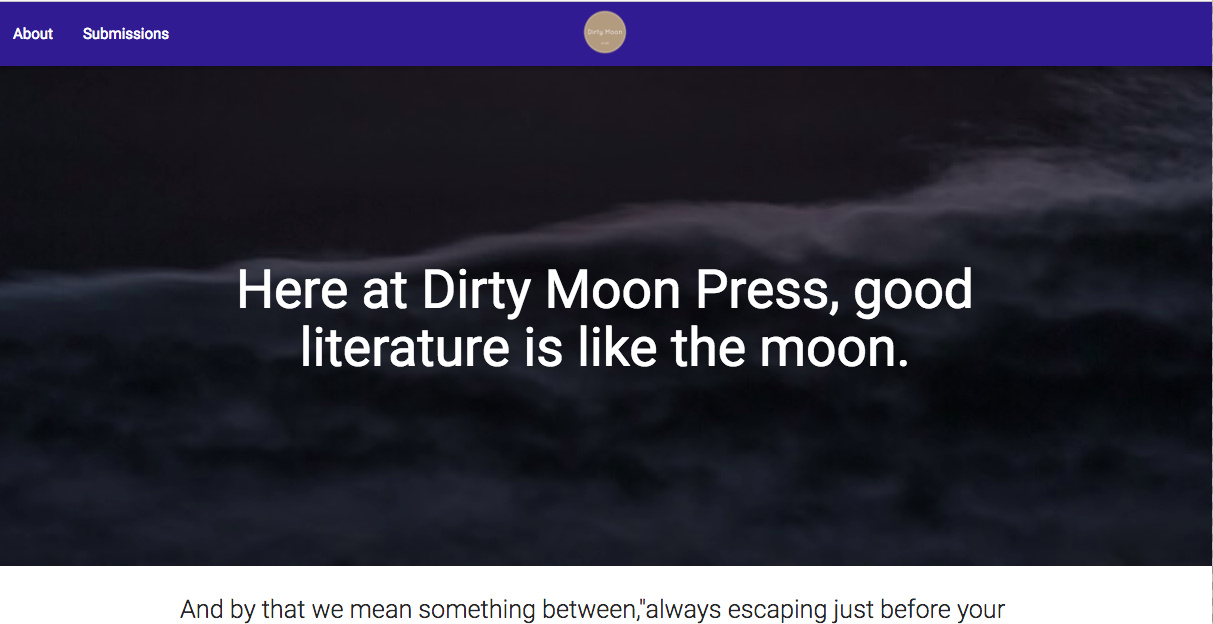 About
Submissions
Dirty Moon
Here at Dirty Moon Press, good
literature is like the moon.
And by that we mean something between,"always escaping just before your